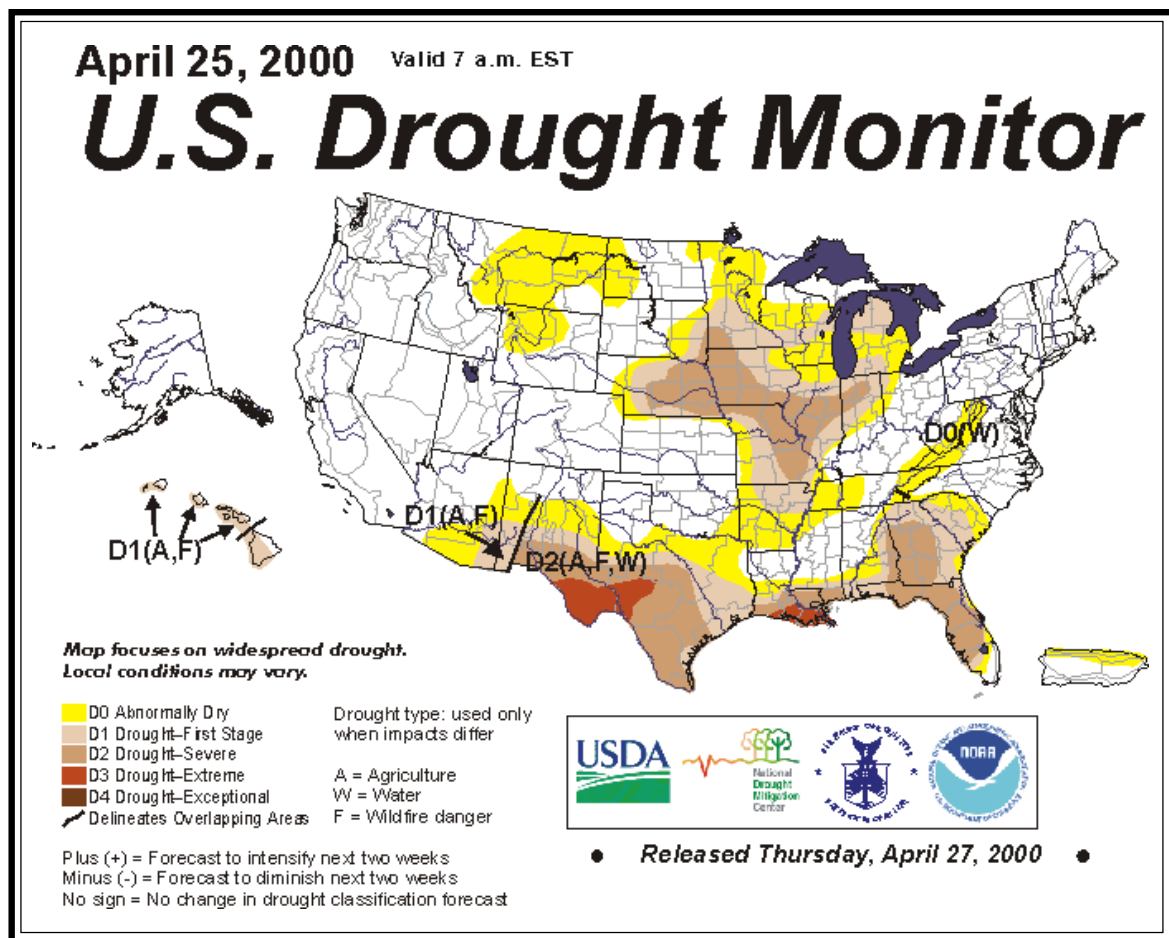 April 25, 2000 Valid 7 a.m. EST
U.S. Drought Monitor
D0(W)
D1(A,F)
D1(A,F)
D2(A,F,W)
Map focuses on widespread drought.
Local conditions may vary.
D0 Abnormally Dry
D1 Drought–First Stage
D2 Drought–Severe
D3 Drought–Extreme
D4 Drought–Exceptional
Delineates Overlapping Areas
Drought type: used only
when impacts differ
A = Agriculture
W = Water
F = Wildfire danger
Plus (+) = Forecast to intensify next two weeks
Minus (-) = Forecast to diminish next two weeks
No sign = No change in drought classification forecast
USDA
National
Drought
Mitigation
Center
NOAA
Released Thursday, April 27, 2000